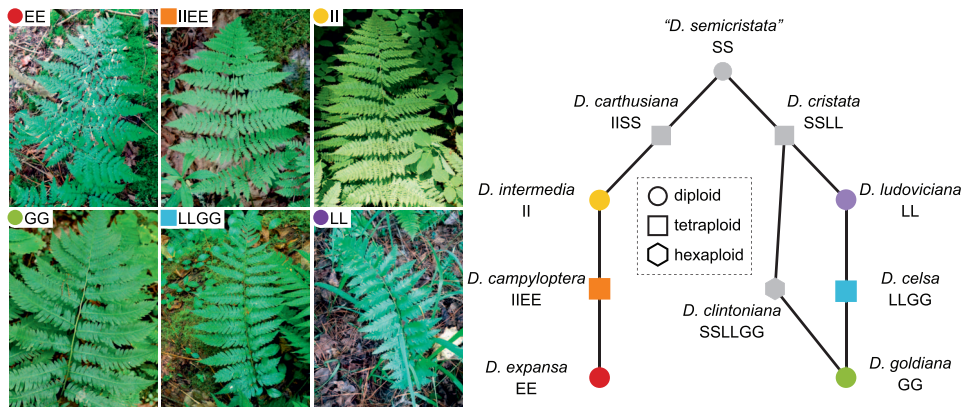 EE
IIEE
II
GG
LLGG
LL
“D. semicristata”
SS
D. carthusiana
IISS
D. cristata
SSLL
D. intermedia
II
diploid
tetraploid
hexaploid
D. ludoviciana
LL
D. campyloptera
IIEE
D. clintoniana
SSLLGG
D. celsa
LLGG
D. expansa
EE
D. goldiana
GG